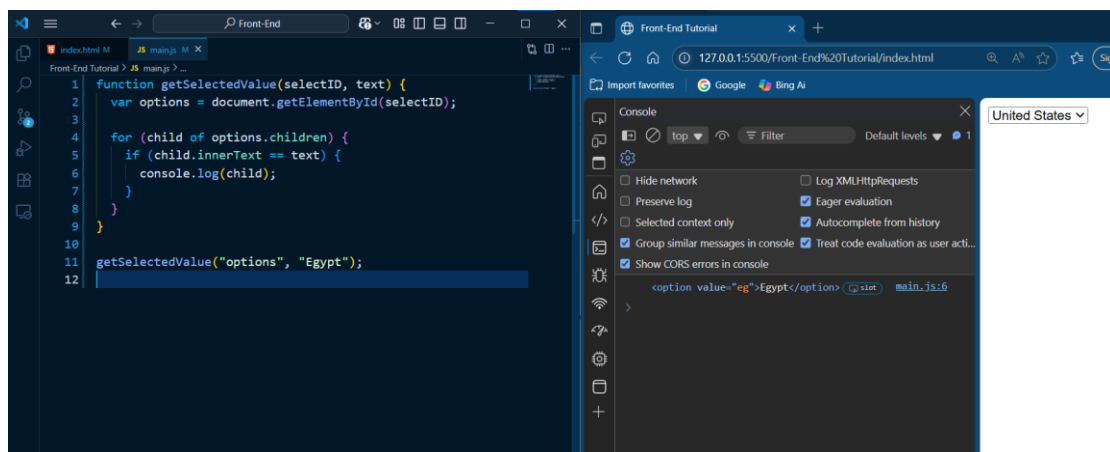 Front-End
index.html M
JS main.js M
Front-End Tutorial > JS main.js > ...
1 function getSelectedValue(selectID, text) {
2 var options = document.getElementById(selectID);
3
4 for (child of options.children) {
5 if (child.innerText == text) {
6 console.log(child);
7 }
8 }
9 }
10
11 getSelectedValue("options", "Egypt");
12
Front-End Tutorial
127.0.0.1:5500/Front-End%20Tutorial/index.html
Import favorites
Google
Bing Ai
Console
top
Filter
Default levels
1
Hide network
Log XMLHttpRequests
Preserve log
Eager evaluation
Selected context only
Autocomplete from history
Group similar messages in console
Treat code evaluation as user acti...
Show CORS errors in console
<option value="eg">Egypt</option> slot main.js:6
>
United States